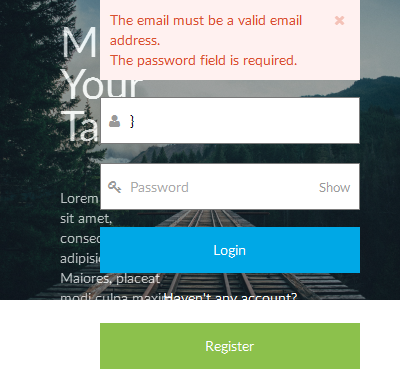 The email must be a valid email
address.
The password field is required.
M
Your
Ta
}
Password Show
Lorem
sit amet,
consec
adipisi
Maiores, placeat
modi culpa maxi
Login
Haven't any account?
Register